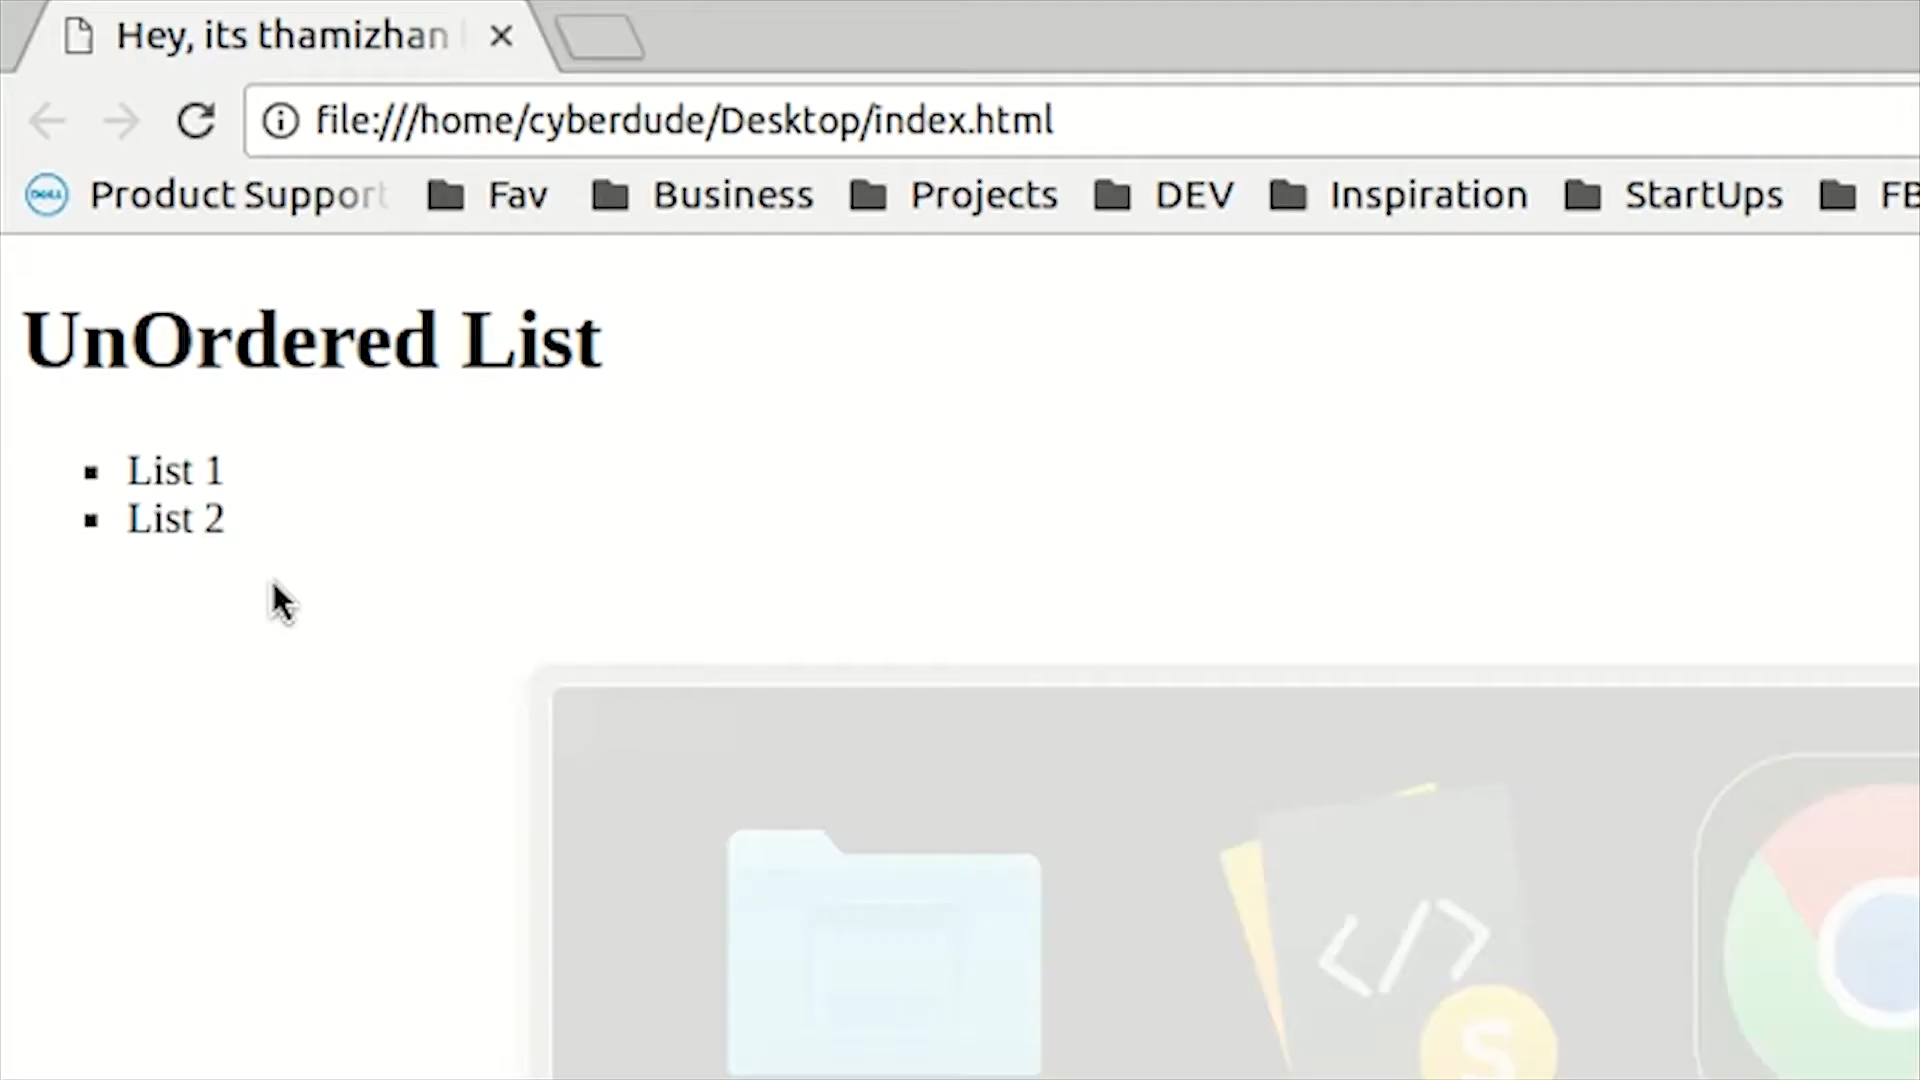 Hey, its thamizhan
file:///home/cyberdude/Desktop/index.html
DELL Product Support Fav Business Projects DEV Inspiration StartUps FB
UnOrdered List
List 1
List 2
</>
S